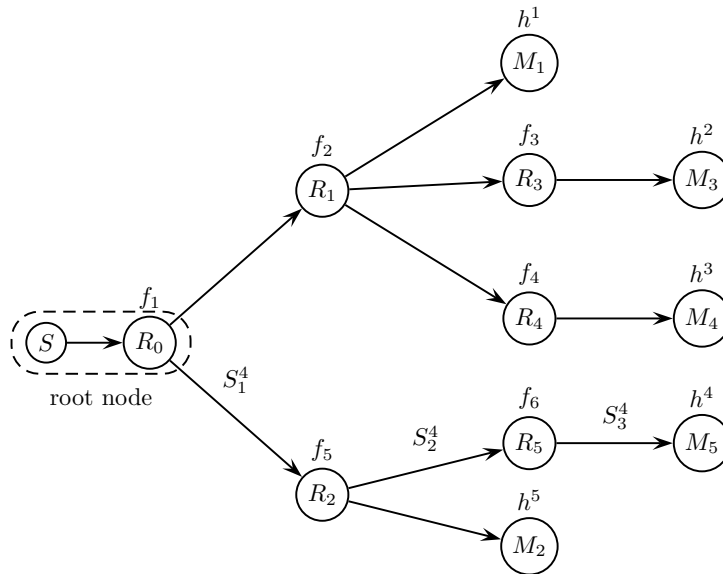 h^1
M_1
f_2
f_3
h^2
R_1
R_3
M_3
f_4
h^3
f_1
R_4
M_4
S
R_0
S_1^4
root node
f_6
h^4
S_2^4
S_3^4
f_5
R_5
M_5
R_2
h^5
M_2